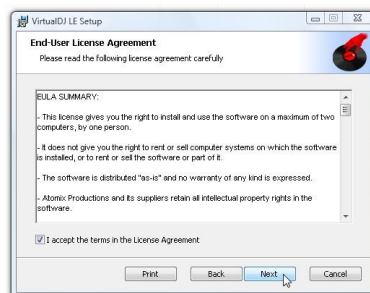 VirtualDJ LE Setup
End-User License Agreement
Please read the following license agreement carefully
EULA SUMMARY:
- This license gives you the right to install and use the software on a maximum of two
computers, by one person.
- It does not give you the right to rent or sell computer systems on which the software
is installed, or to rent or sell the software or part of it.
- The software is distributed "as-is" and no warranty of any kind is expressed.
- Atomix Productions and its suppliers retain all intellectual property rights in the
software.
I accept the terms in the License Agreement
Print Back Next Cancel